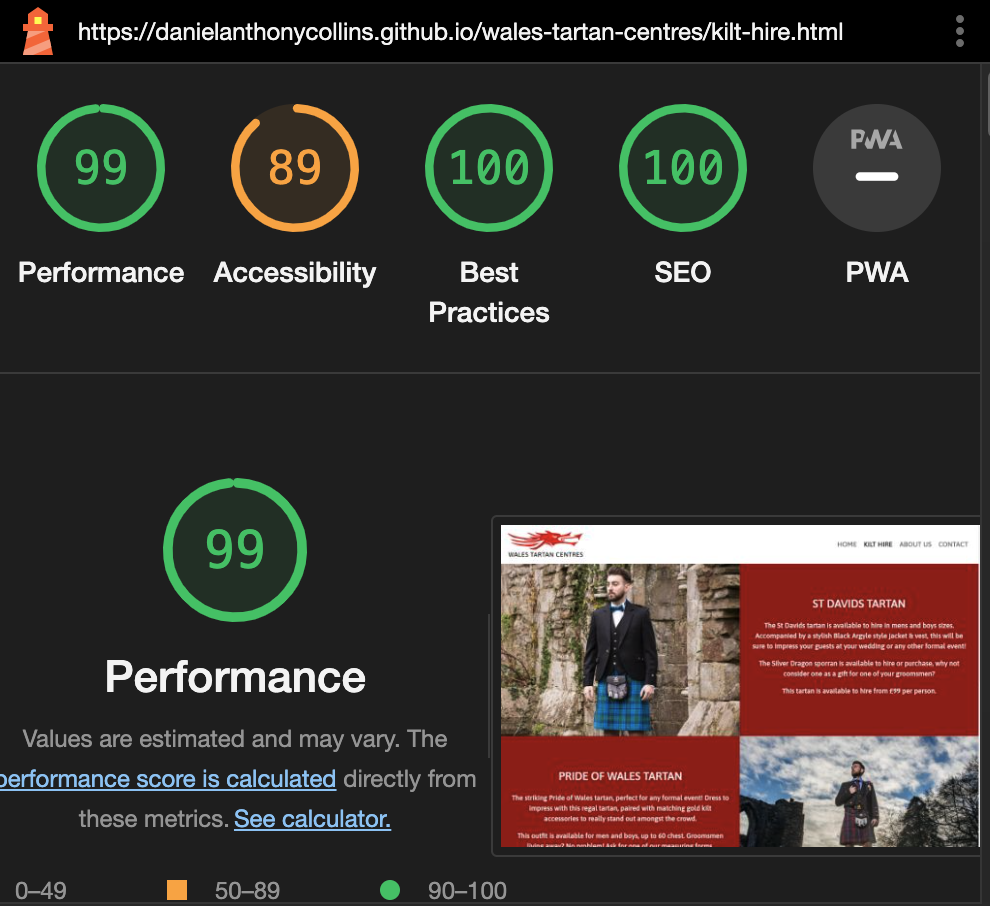 https://danielanthonycollins.github.io/wales-tartan-centres/kilt-hire.html
99
89
100
100
PWA
Performance
Accessibility
Best
Practices
SEO
PWA
99
Performance
Values are estimated and may vary. The
performance score is calculated directly from
these metrics. See calculator.
0–49
50–89
90–100
WALES TARTAN CENTRES
HOME KILT HIRE ABOUT US CONTACT
ST DAVIDS TARTAN
The St Davids tartan is available to hire in mens and boys sizes.
Accompanied by a stylish Black Argyle style jacket & vest, this will be
sure to impress your guests at your wedding or any other formal event!
The Silver Dragon sporran is available to hire or purchase, why not
consider one as a gift for one of your groomsmen?
This tartan is available to hire from £99 per person.
PRIDE OF WALES TARTAN
The striking Pride of Wales tartan, perfect for any formal event! Dress to
impress with this regal tartan, paired with matching gold kilt
accessories to really stand out amongst the crowd.
This outfit is available for men and boys, up to 60 chest. Groomsmen
living away? No problem! Ask for one of our measuring forms